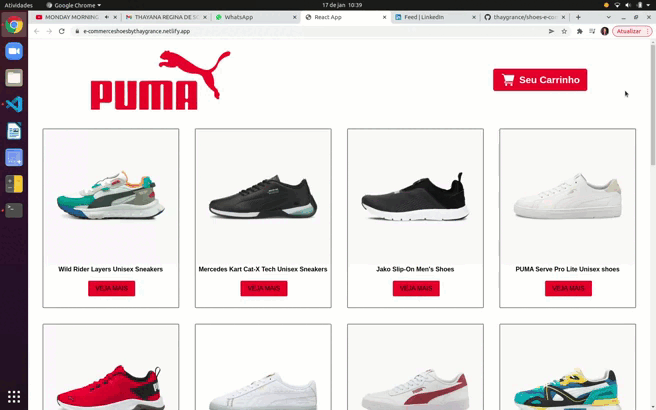 Atividades
Google Chrome
17 de jan 10:39
MONDAY MORNING
THAYANA REGINA DE S
WhatsApp
React App
Feed | LinkedIn
thaygrance/shoes-e-co
e-commerceshoesbythaygrance.netlify.app
Atualizar
PUMA
Seu Carrinho
Wild Rider Layers Unisex Sneakers
Mercedes Kart Cat-X Tech Unisex Sneakers
Jako Slip-On Men's Shoes
PUMA Serve Pro Lite Unisex shoes
VEJA MAIS
VEJA MAIS
VEJA MAIS
VEJA MAIS